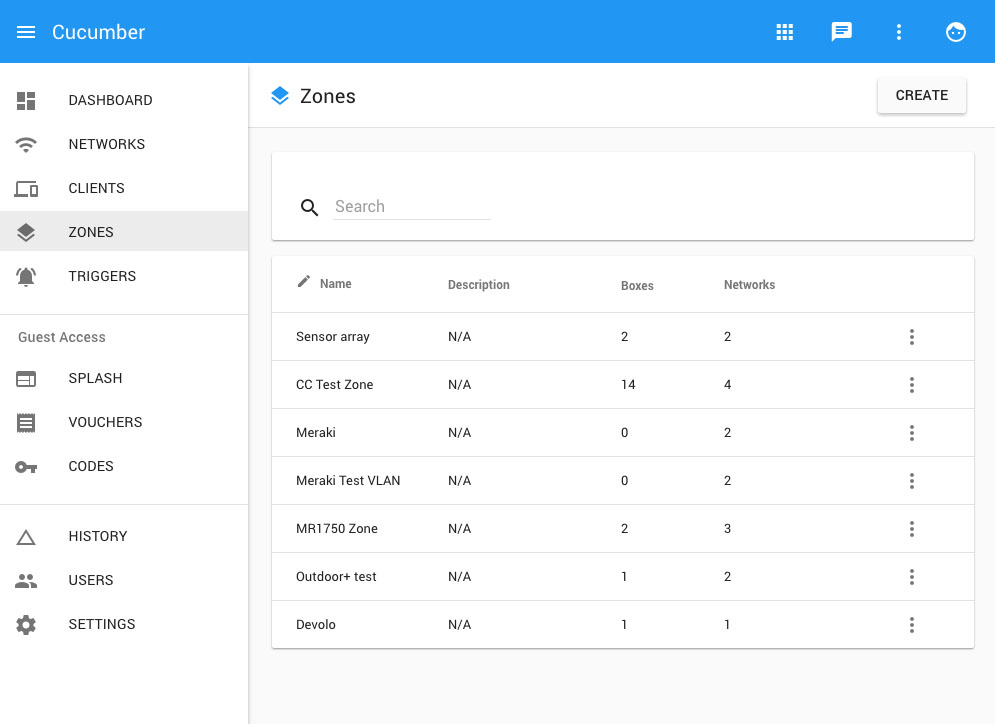 Cucumber
DASHBOARD
NETWORKS
CLIENTS
ZONES
TRIGGERS
Guest Access
SPLASH
VOUCHERS
CODES
HISTORY
USERS
SETTINGS
Zones CREATE
Search
Name Description Boxes Networks
Sensor array N/A 2 2
CC Test Zone N/A 14 4
Meraki N/A 0 2
Meraki Test VLAN N/A 0 2
MR1750 Zone N/A 2 3
Outdoor+ test N/A 1 2
Devolo N/A 1 1